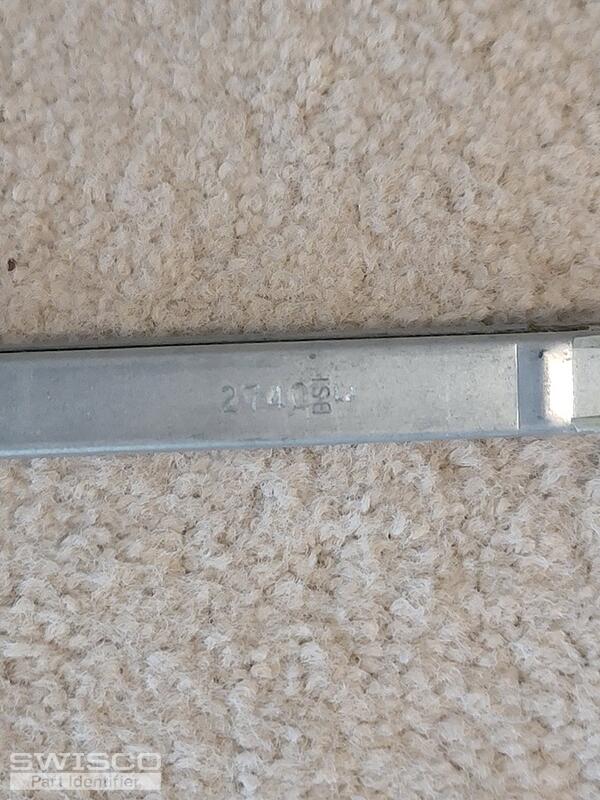 2740
BSI
SWISCO
Part Identifier